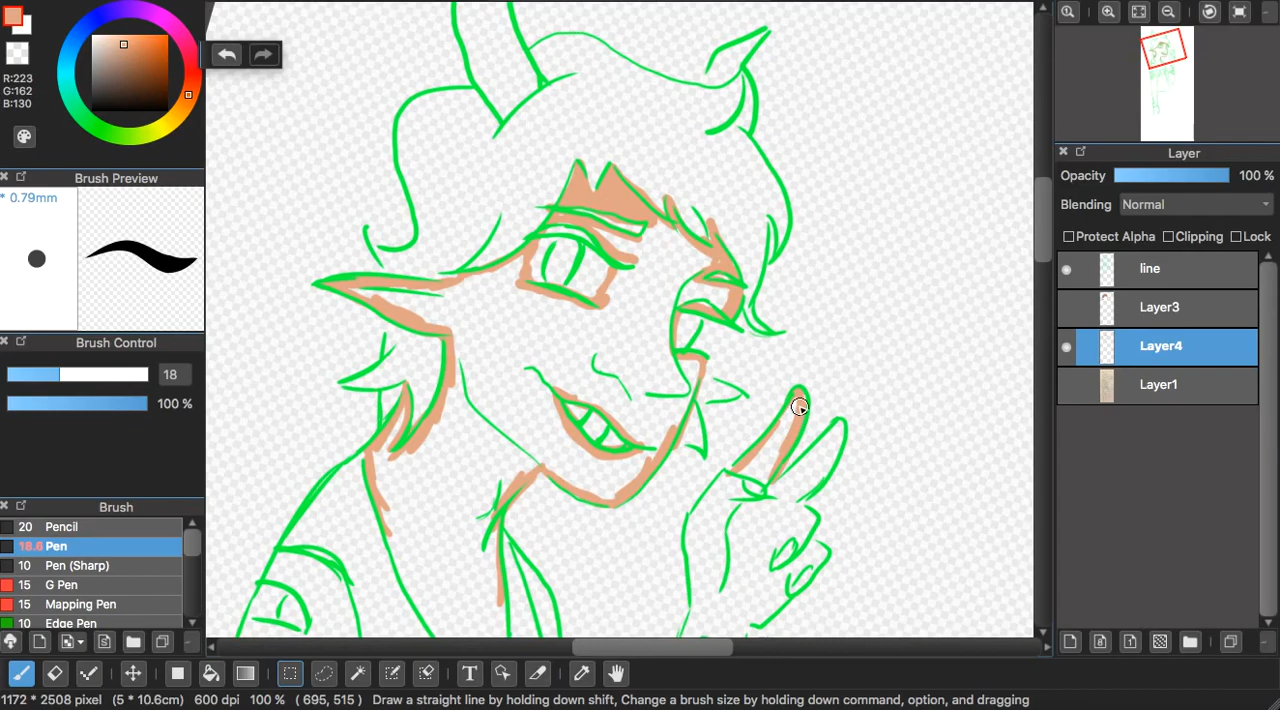 R:223
G:162
B:130
Brush Preview
* 0.79mm
Brush Control
18
100 %
Brush
20 Pencil
18.6 Pen
10 Pen (Sharp)
15 G Pen
15 Mapping Pen
10 Edge Pen
Layer
Opacity 100 %
Blending Normal
Protect Alpha Clipping Lock
line
Layer3
Layer4
Layer1
T
1172 * 2508 pixel (5 * 10.6cm) 600 dpi 100 % ( 695, 515 ) Draw a straight line by holding down shift, Change a brush size by holding down command, option, and dragging